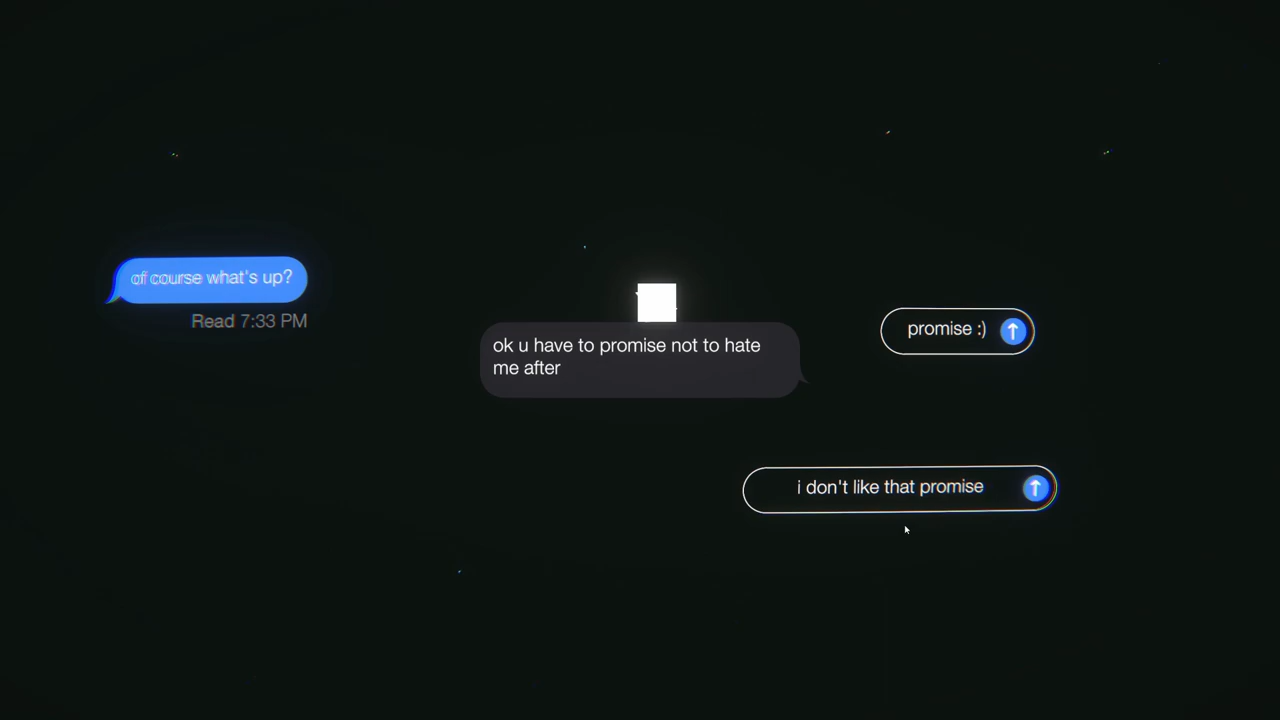 of course what's up?
Read 7:33 PM
ok u have to promise not to hate
me after
promise :)
i don't like that promise